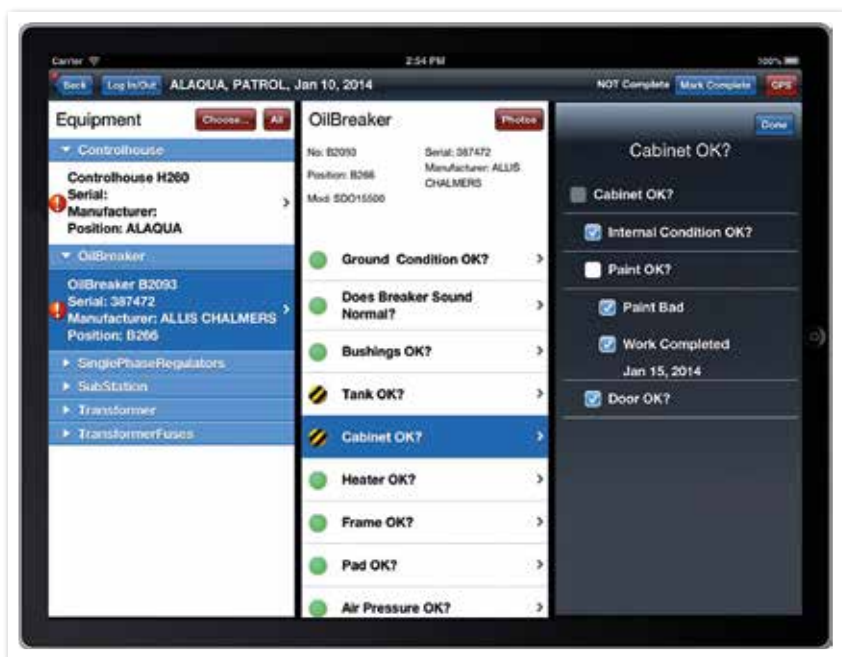 Carrier
2:54 PM
100%
Back
Log In/Out
ALAQUA, PATROL, Jan 10, 2014
NOT Complete
Mark Complete
GPS
Equipment
Choose...
All
Controlhouse
Controlhouse H260
Serial:
Manufacturer:
Position: ALAQUA
OilBreaker
OilBreaker B2093
Serial: 387472
Manufacturer: ALLIS CHALMERS
Position: B266
SinglePhaseRegulators
SubStation
Transformer
TransformerFuses
OilBreaker
Photos
No: B2093
Position: B266
Mod: SDO15500
Serial: 387472
Manufacturer: ALLIS
CHALMERS
Ground Condition OK?
Does Breaker Sound
Normal?
Bushings OK?
Tank OK?
Cabinet OK?
Heater OK?
Frame OK?
Pad OK?
Air Pressure OK?
Done
Cabinet OK?
Cabinet OK?
Internal Condition OK?
Paint OK?
Paint Bad
Work Completed
Jan 15, 2014
Door OK?